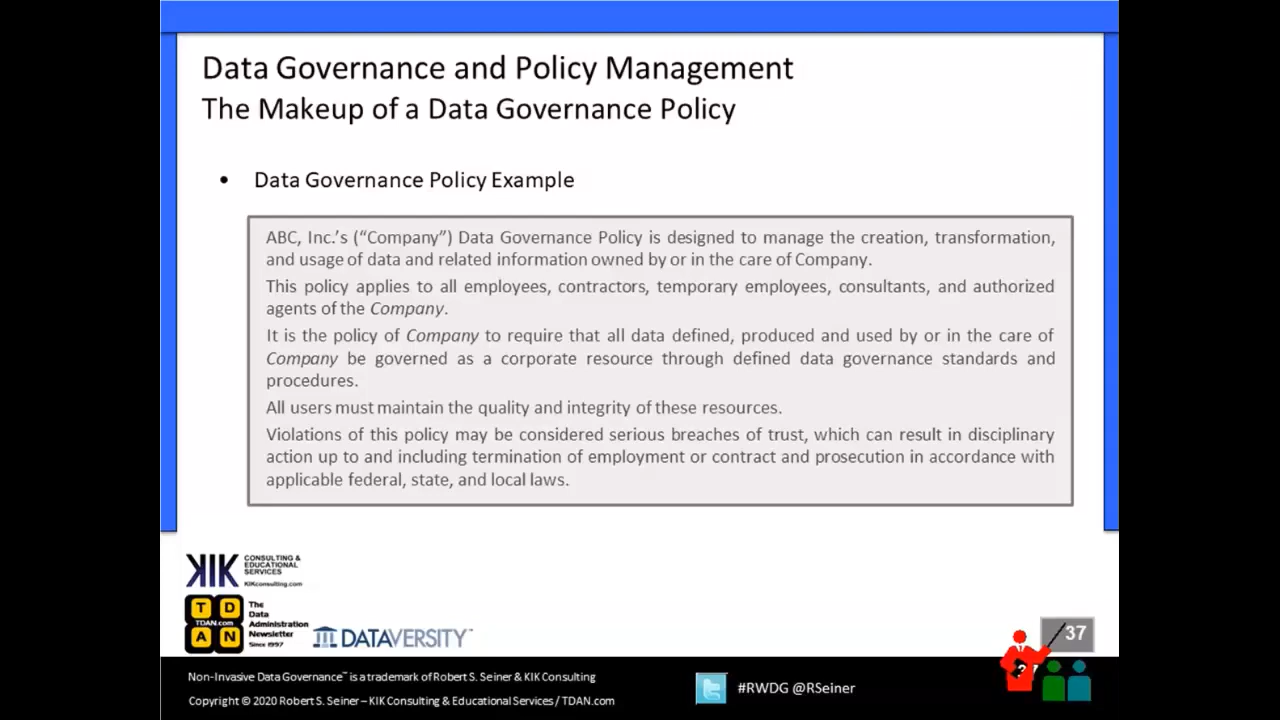 Data Governance and Policy Management
The Makeup of a Data Governance Policy
• Data Governance Policy Example
ABC, Inc.'s (“Company”) Data Governance Policy is designed to manage the creation, transformation,
and usage of data and related information owned by or in the care of Company.
This policy applies to all employees, contractors, temporary employees, consultants, and authorized
agents of the Company.
It is the policy of Company to require that all data defined, produced and used by or in the care of
Company be governed as a corporate resource through defined data governance standards and
procedures.
All users must maintain the quality and integrity of these resources.
Violations of this policy may be considered serious breaches of trust, which can result in disciplinary
action up to and including termination of employment or contract and prosecution in accordance with
applicable federal, state, and local laws.
KIK
CONSULTING &
EDUCATIONAL
SERVICES
KIKconsulting.com
T D
TDAN.com
A N
The
Data
Administration
Newsletter
Since 1997
DATAVERSITY™
37
Non-Invasive Data Governance™ is a trademark of Robert S. Seiner & KIK Consulting
Copyright © 2020 Robert S. Seiner – KIK Consulting & Educational Services / TDAN.com
#RWDG @RSeiner